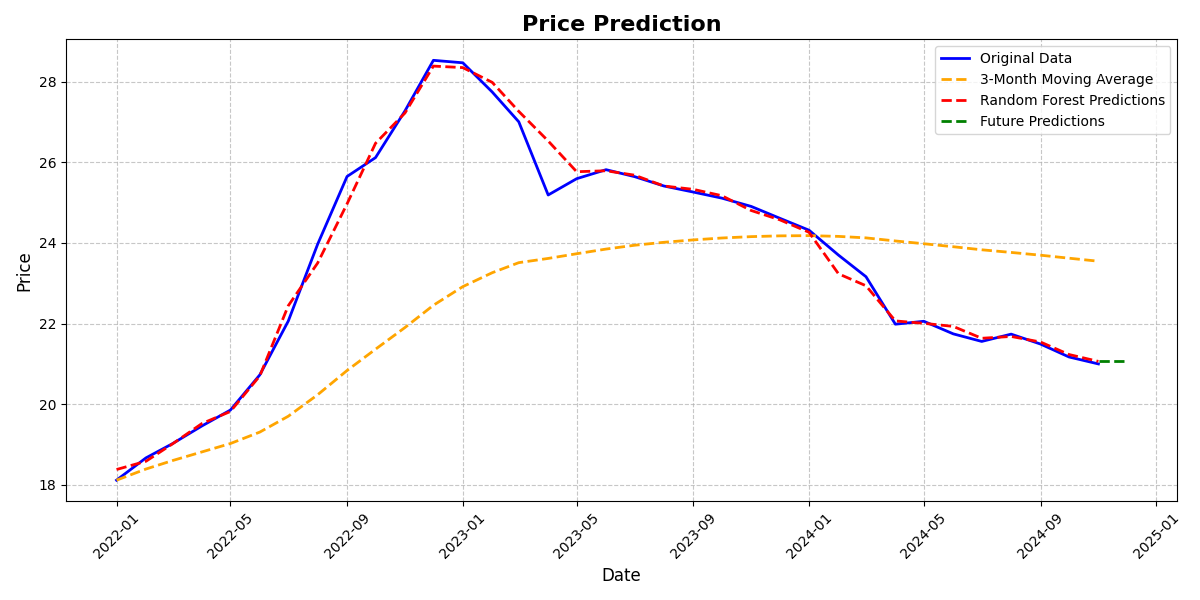 Price Prediction
Original Data
3-Month Moving Average
Random Forest Predictions
Future Predictions
Price
28
26
24
22
20
18
2022-01
2022-05
2022-09
2023-01
2023-05
2023-09
2024-01
2024-05
2024-09
2025-01
Date